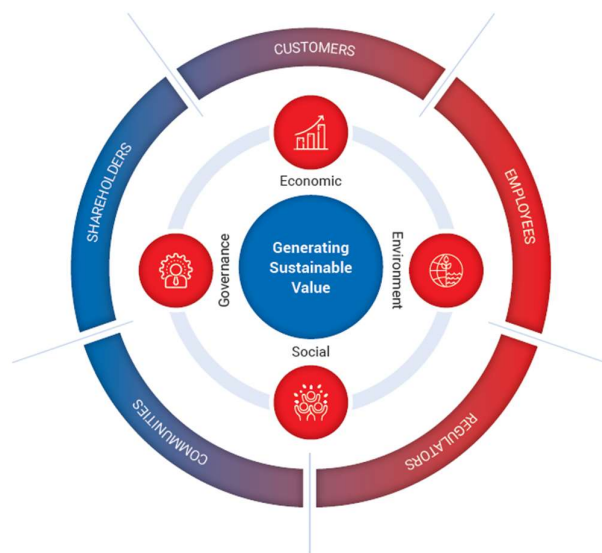 CUSTOMERS
SHAREHOLDERS
EMPLOYEES
Economic
Governance
Generating
Sustainable
Value
Environment
Social
COMMUNITIES
REGULATORS